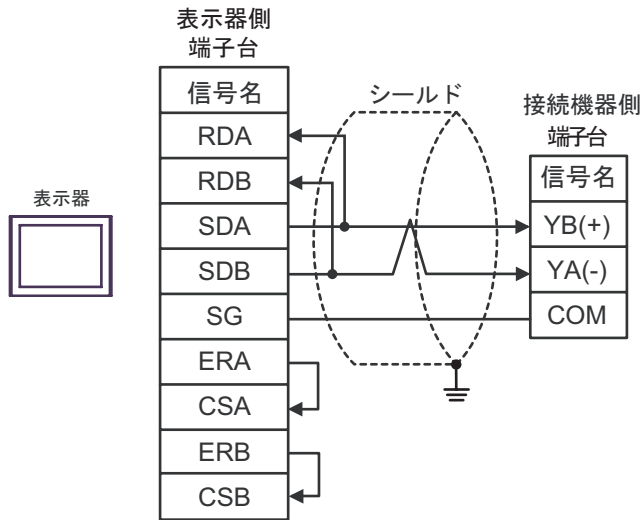 表示器側
端子台
信号名
RDA
RDB
SDA
SDB
SG
ERA
CSA
ERB
CSB
シールド
接続機器側
端子台
信号名
YB(+)
YA(-)
COM
表示器